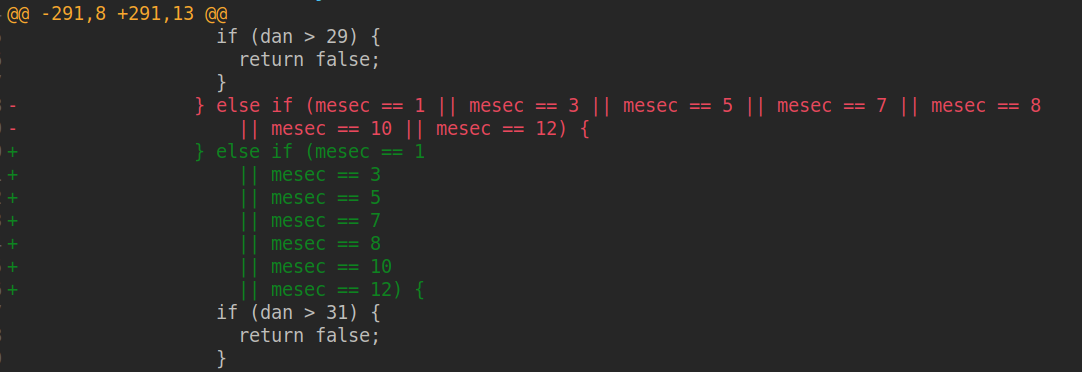 @@ -291,8 +291,13 @@
if (dan > 29) {
return false;
}
- } else if (mesec == 1 || mesec == 3 || mesec == 5 || mesec == 7 || mesec == 8
- || mesec == 10 || mesec == 12) {
+ } else if (mesec == 1
+ || mesec == 3
+ || mesec == 5
+ || mesec == 7
+ || mesec == 8
+ || mesec == 10
+ || mesec == 12) {
if (dan > 31) {
return false;
}